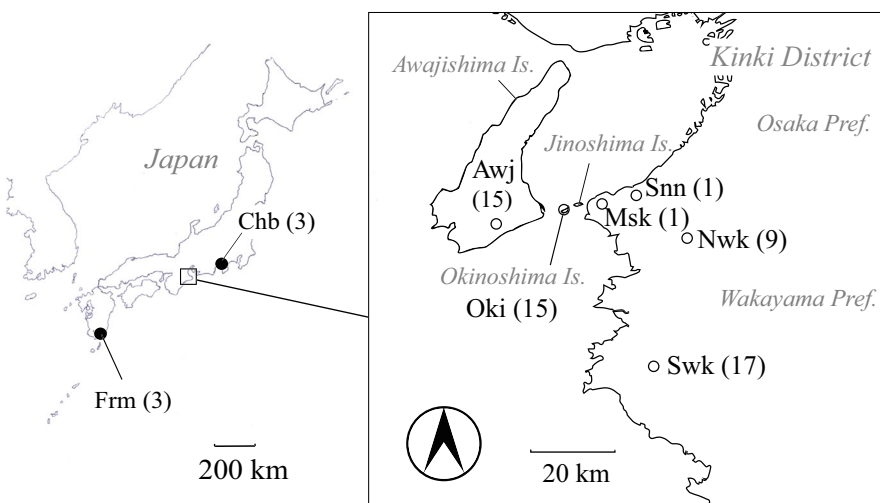 Japan
Chb (3)
Frm (3)
200 km
Kinki District
Awajishima Is.
Osaka Pref.
Jinoshima Is.
Awj
(15)
Snn (1)
Msk (1)
Nwk (9)
Okinoshima Is.
Oki (15)
Wakayama Pref.
Swk (17)
20 km